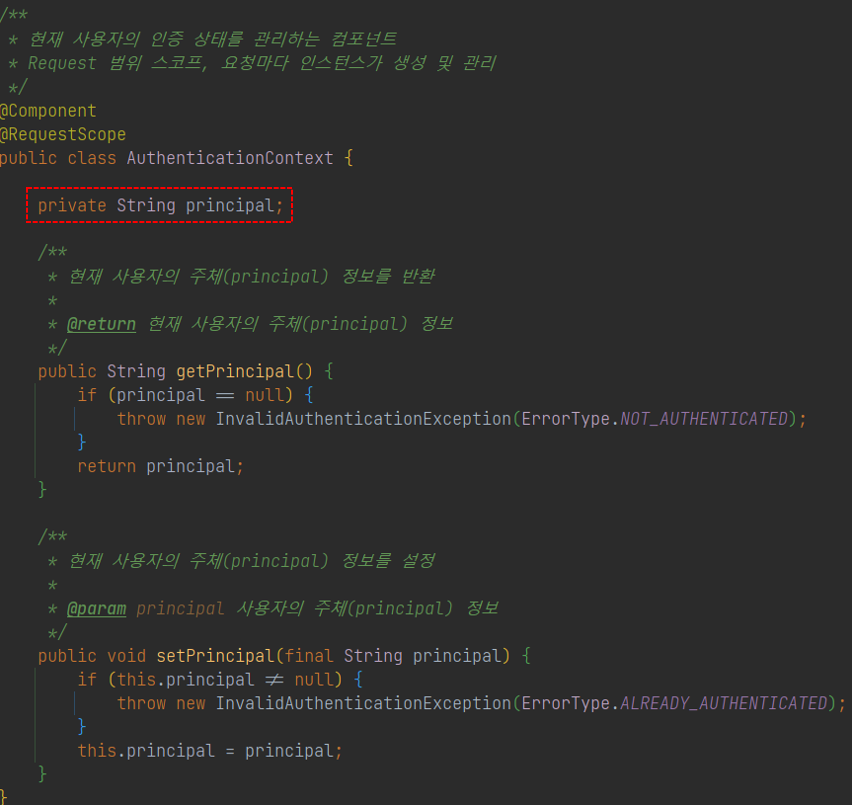 /**
 * 현재 사용자의 인증 상태를 관리하는 컴포넌트
 * Request 범위 스코프, 요청마다 인스턴스가 생성 및 관리
 */
@Component
@RequestScope
public class AuthenticationContext {
    private String principal;
    /**
     * 현재 사용자의 주체(principal) 정보를 반환
     *
     * @return 현재 사용자의 주체(principal) 정보
     */
    public String getPrincipal() {
        if (principal == null) {
            throw new InvalidAuthenticationException(ErrorType.NOT_AUTHENTICATED);
        }
        return principal;
    }
    /**
     * 현재 사용자의 주체(principal) 정보를 설정
     *
     * @param principal 사용자의 주체(principal) 정보
     */
    public void setPrincipal(final String principal) {
        if (this.principal != null) {
            throw new InvalidAuthenticationException(ErrorType.ALREADY_AUTHENTICATED);
        }
        this.principal = principal;
    }
}